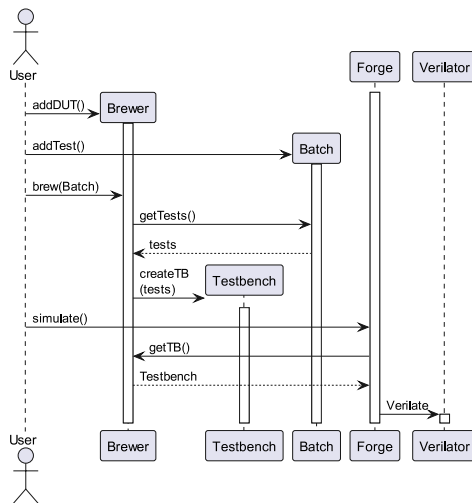 User
Forge
Verilator
addDUT()
Brewer
addTest()
Batch
brew(Batch)
getTests()
tests
createTB
(tests)
Testbench
simulate()
getTB()
Testbench
Verilate
User
Brewer
Testbench
Batch
Forge
Verilator